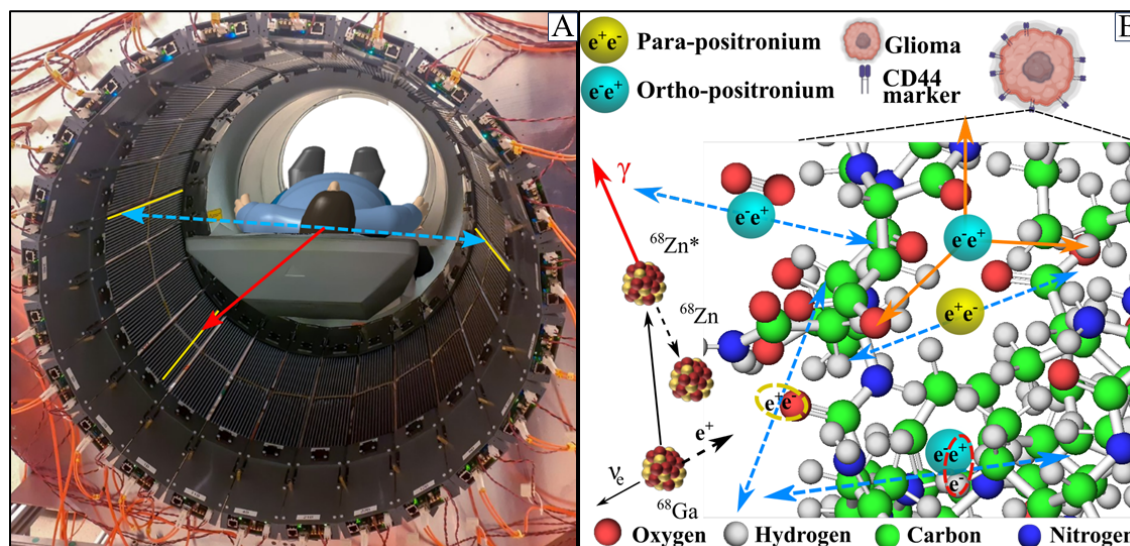 A
B
e⁺e⁻ Para-positronium
e⁻e⁺ Ortho-positronium
Glioma
CD44
marker
γ
e⁻e⁺
e⁻e⁺
⁶⁸Zn*
⁶⁸Zn
e⁺e⁻
e⁺e⁻
e⁺
e⁻e⁺
e⁻
νₑ
⁶⁸Ga
Oxygen Hydrogen Carbon Nitrogen